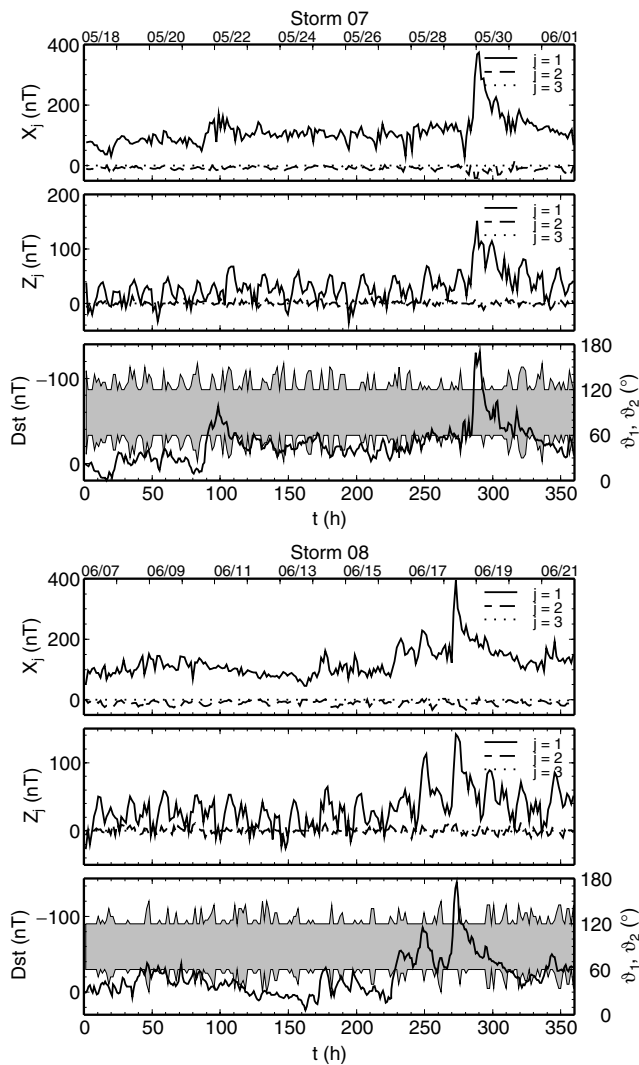 Storm 07
05/18 05/20 05/22 05/24 05/26 05/28 05/30 06/01
400
200
0
X_j (nT)
j = 1
j = 2
j = 3
200
100
0
Z_j (nT)
j = 1
j = 2
j = 3
−100
0
Dst (nT)
180
120
60
0
ϑ_1, ϑ_2 (°)
0 50 100 150 200 250 300 350
t (h)
Storm 08
06/07 06/09 06/11 06/13 06/15 06/17 06/19 06/21
400
200
0
X_j (nT)
j = 1
j = 2
j = 3
100
0
Z_j (nT)
j = 1
j = 2
j = 3
−100
0
Dst (nT)
180
120
60
0
ϑ_1, ϑ_2 (°)
0 50 100 150 200 250 300 350
t (h)